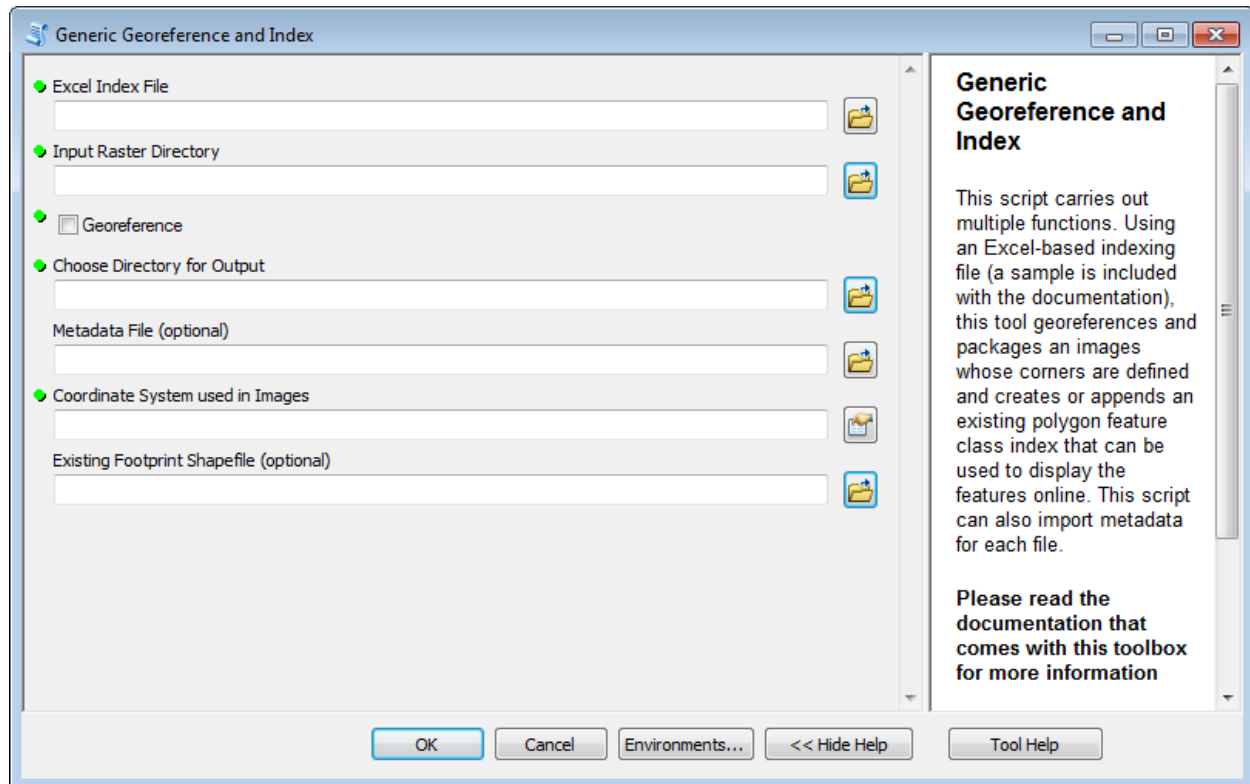 Generic Georeference and Index
Excel Index File
Input Raster Directory
Georeference
Choose Directory for Output
Metadata File (optional)
Coordinate System used in Images
Existing Footprint Shapefile (optional)
OK
Cancel
Environments...
<< Hide Help
Generic
Georeference and
Index
This script carries out
multiple functions. Using
an Excel-based indexing
file (a sample is included
with the documentation),
this tool georeferences and
packages an images
whose corners are defined
and creates or appends an
existing polygon feature
class index that can be
used to display the
features online. This script
can also import metadata
for each file.
Please read the
documentation that
comes with this toolbox
for more information
Tool Help